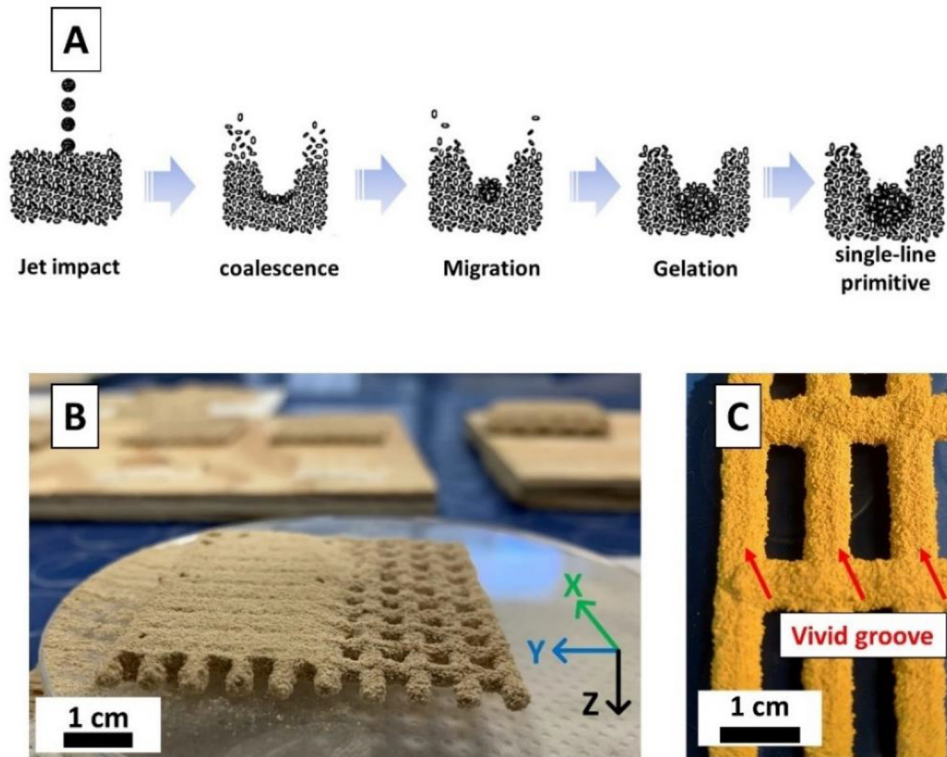 A
Jet impact
coalescence
Migration
Gelation
single-line
primitive
B
X
Y
Z
1 cm
C
Vivid groove
1 cm